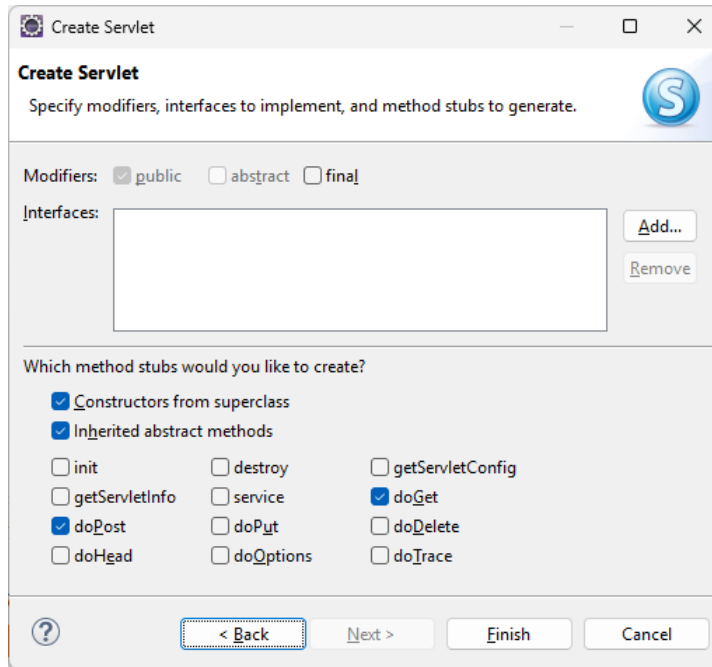 Create Servlet
Create Servlet
Specify modifiers, interfaces to implement, and method stubs to generate.
S
Modifiers: public abstract final
Interfaces:
Add...
Remove
Which method stubs would you like to create?
Constructors from superclass
Inherited abstract methods
init destroy getServletConfig
getServletInfo service doGet
doPost doPut doDelete
doHead doOptions doTrace
? < Back Next > Finish Cancel